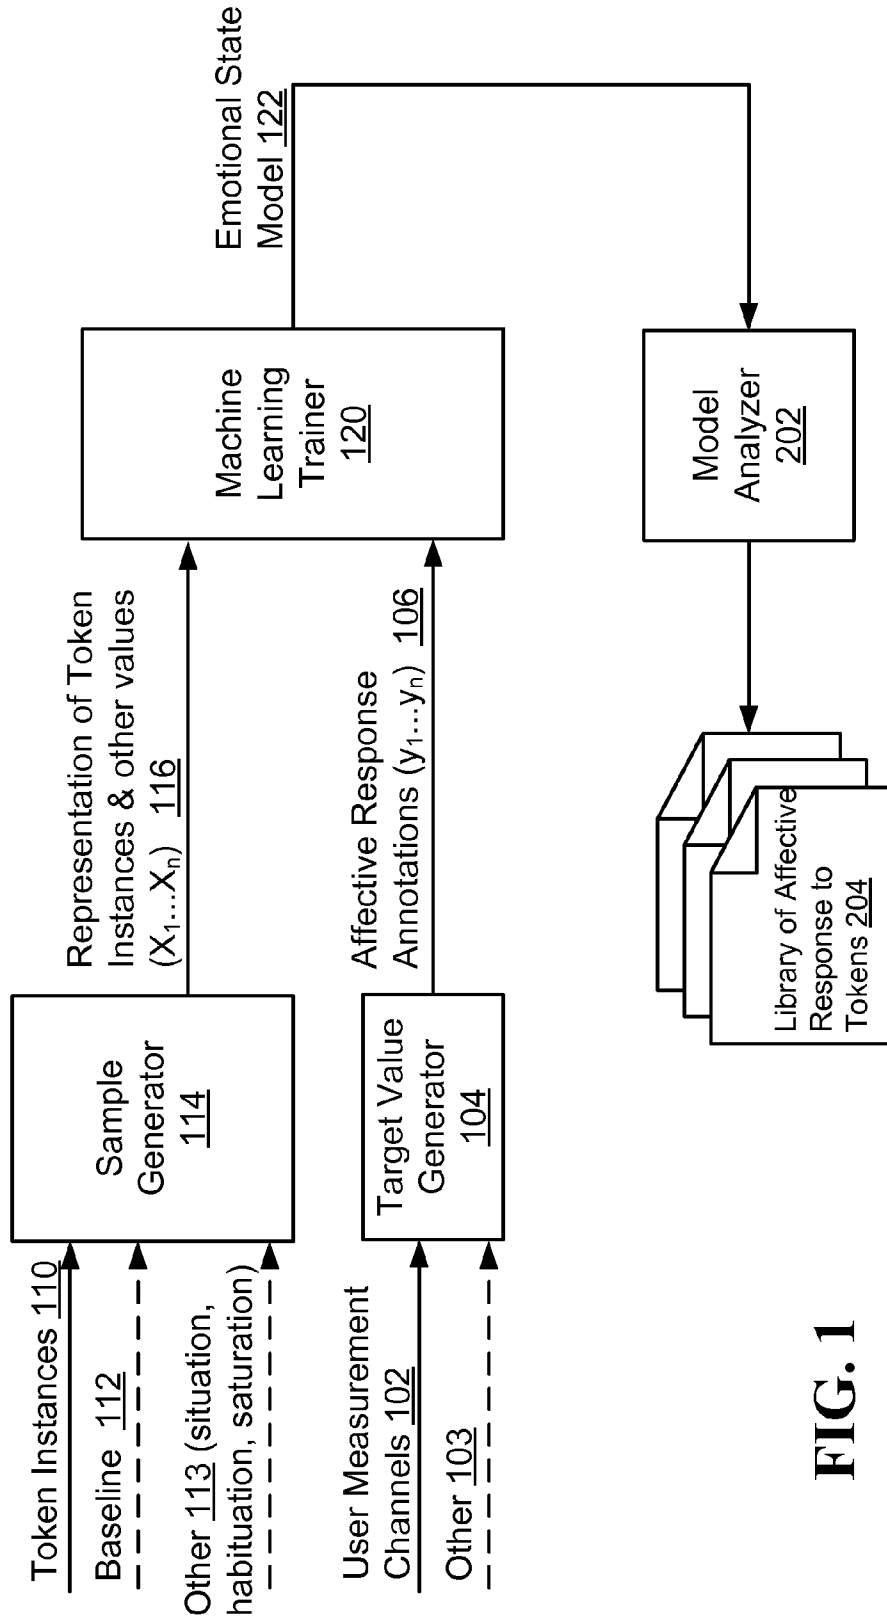 Token Instances 110
Baseline 112
Other 113 (situation,
habituation, saturation)
Sample
Generator
114
Representation of Token
Instances & other values
(X₁...Xₙ) 116
User Measurement
Channels 102
Other 103
Target Value
Generator
104
Affective Response
Annotations (y₁...yₙ) 106
Machine
Learning
Trainer
120
Emotional State
Model 122
Model
Analyzer
202
Library of Affective
Response to
Tokens 204
FIG. 1